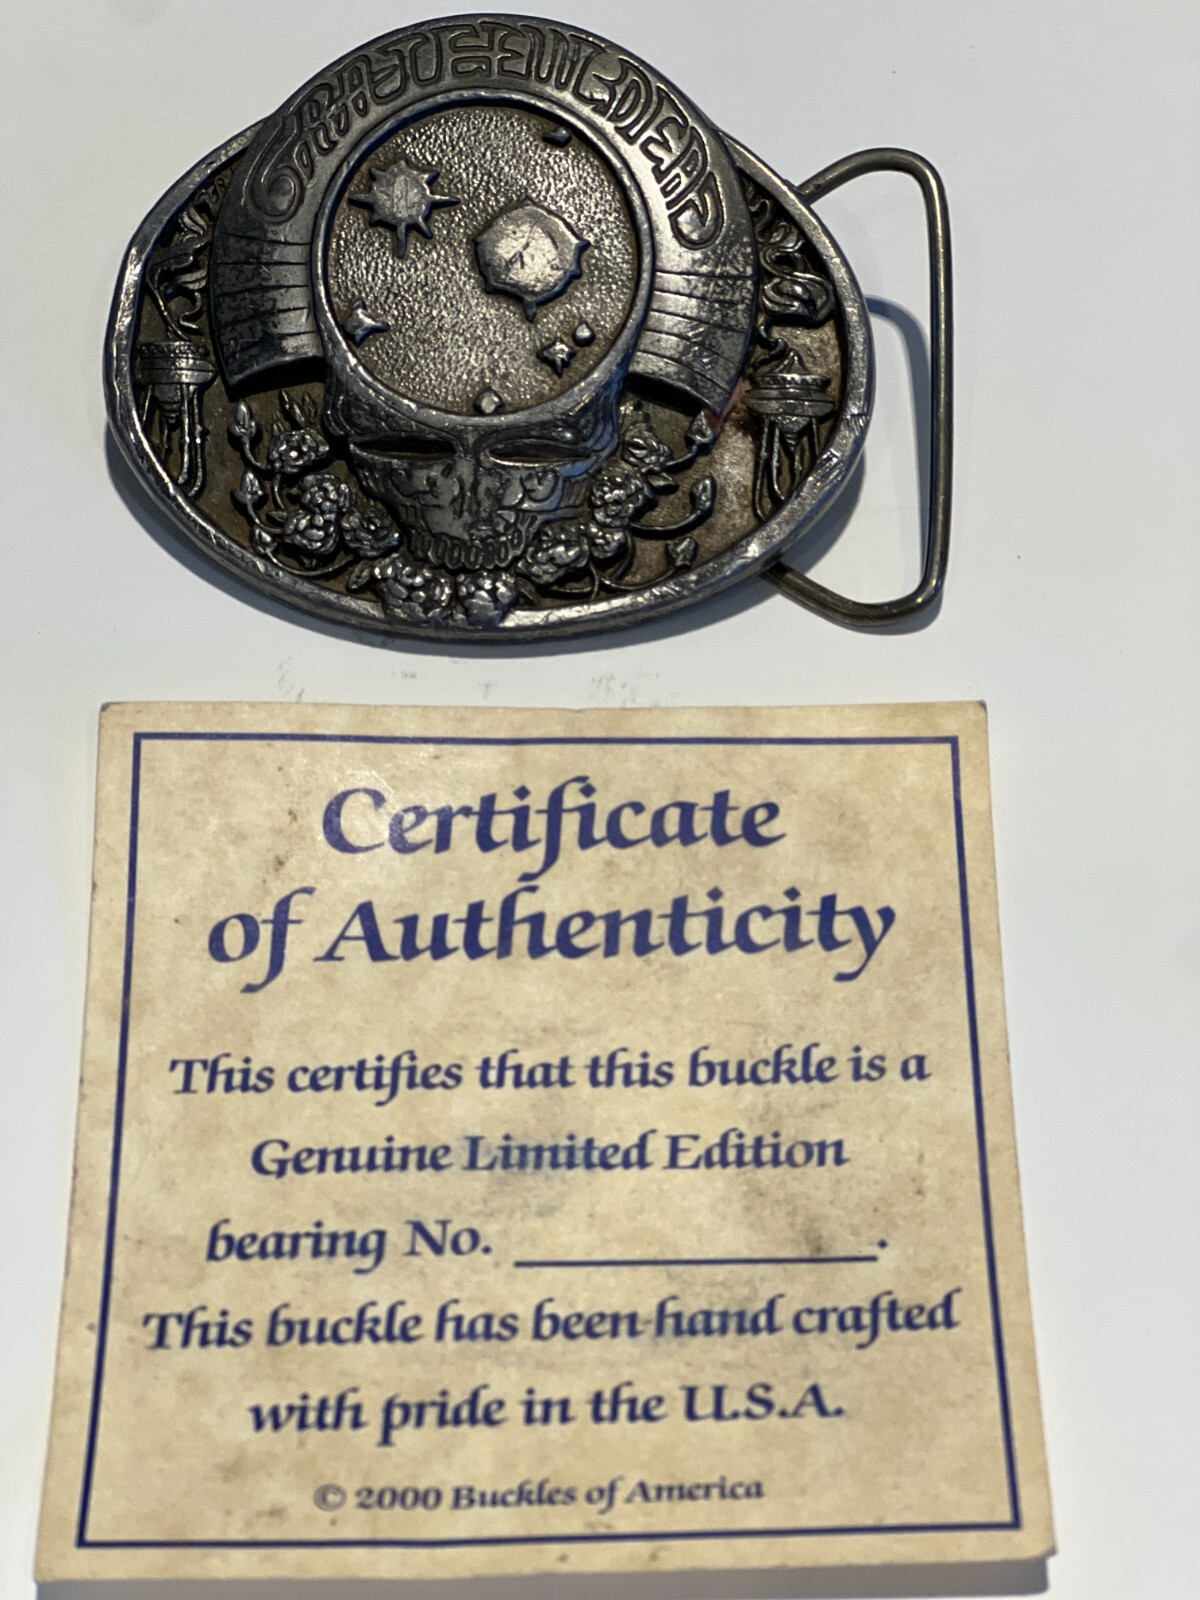 GRATEFUL DEAD
Certificate
of Authenticity
This certifies that this buckle is a
Genuine Limited Edition
bearing No. ____________.
This buckle has been hand crafted
with pride in the U.S.A.
© 2000 Buckles of America